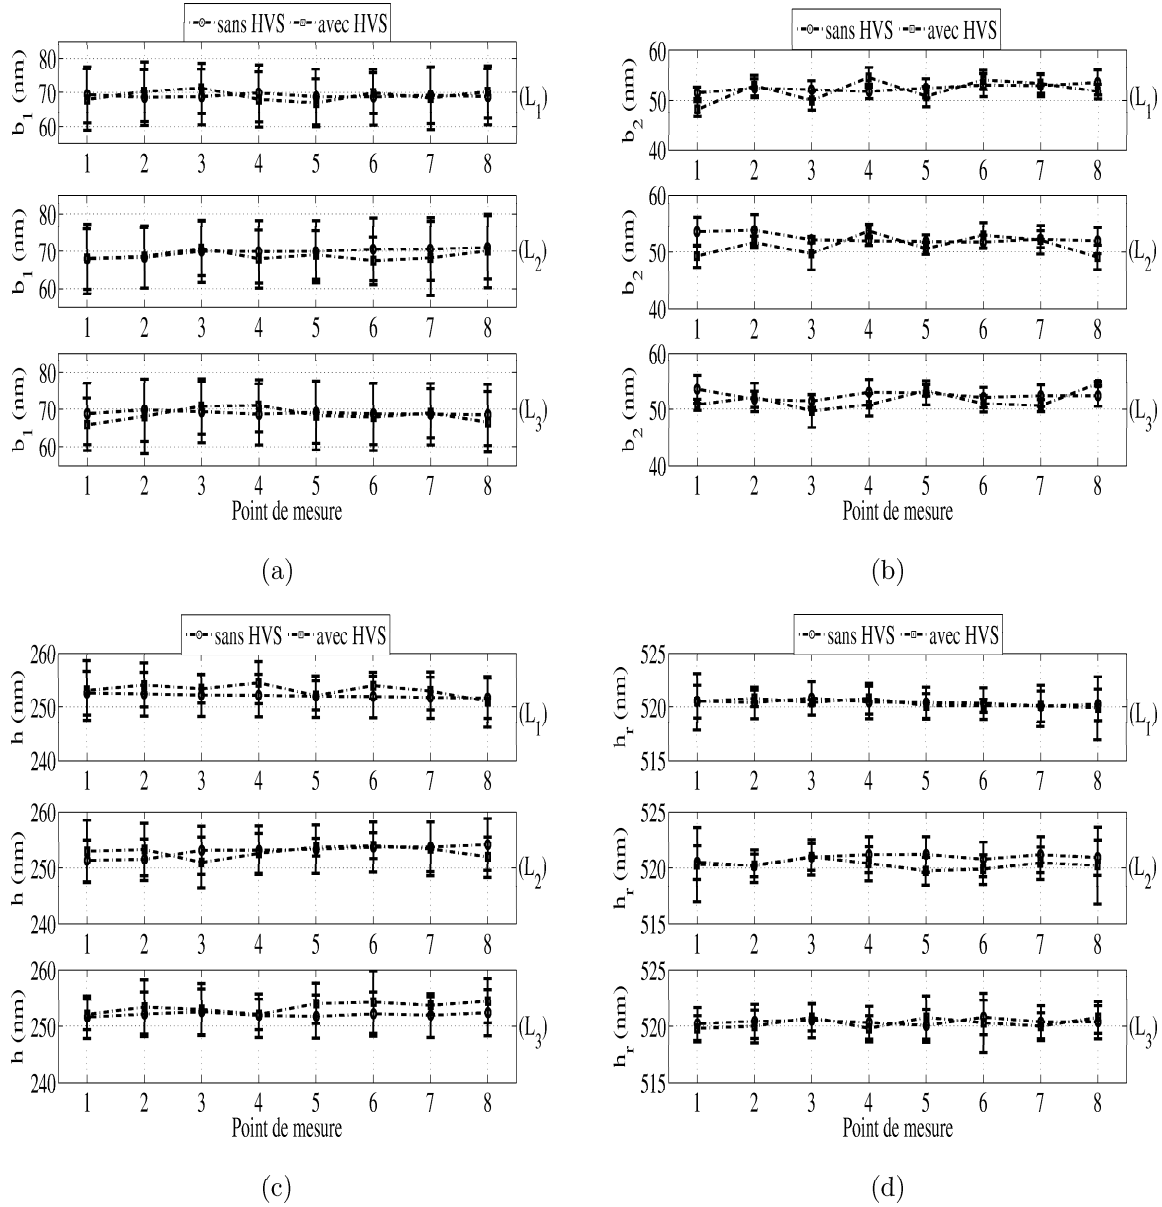 sans HVS avec HVS
80
70
60
b1 (nm)
(L1)
1 2 3 4 5 6 7 8
80
70
60
b1 (nm)
(L2)
1 2 3 4 5 6 7 8
80
70
60
b1 (nm)
(L3)
1 2 3 4 5 6 7 8
Point de mesure
(a)
sans HVS avec HVS
60
50
40
b2 (nm)
(L1)
1 2 3 4 5 6 7 8
60
50
40
b2 (nm)
(L2)
1 2 3 4 5 6 7 8
60
50
40
b2 (nm)
(L3)
1 2 3 4 5 6 7 8
Point de mesure
(b)
sans HVS avec HVS
260
250
240
h (nm)
(L1)
1 2 3 4 5 6 7 8
260
250
240
h (nm)
(L2)
1 2 3 4 5 6 7 8
260
250
240
h (nm)
(L3)
1 2 3 4 5 6 7 8
Point de mesure
(c)
sans HVS avec HVS
525
520
515
hr (nm)
(L1)
1 2 3 4 5 6 7 8
525
520
515
hr (nm)
(L2)
1 2 3 4 5 6 7 8
525
520
515
hr (nm)
(L3)
1 2 3 4 5 6 7 8
Point de mesure
(d)